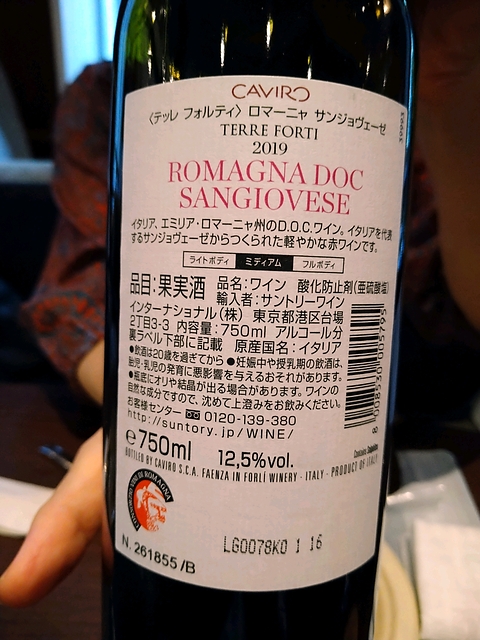 CAVIRO
〈テッレ フォルティ〉 ロマーニャ サンジョヴェーゼ
TERRE FORTI
2019
ROMAGNA DOC
SANGIOVESE
イタリア、エミリア・ロマーニャ州のD.O.C.ワイン。イタリアを代表
するサンジョヴェーゼからつくられた軽やかな赤ワインです。
ライトボディ ミディアム フルボディ
品目:果実酒 品名:ワイン 酸化防止剤(亜硫酸塩)
輸入者:サントリーワイン
インターナショナル(株) 東京都港区台場
2丁目3-3 内容量:750ml アルコール分
裏ラベル下部に記載 原産国名:イタリア
●飲酒は20歳を過ぎてから ●妊娠中や授乳期の飲酒は、
胎児・乳児の発育に悪影響を与えるおそれがあります。
●瓶底にオリや結晶が出る場合があります。ワインの
自然な成分ですので、沈めて上澄みをお飲みください。
お客様センター 0120-139-380
http://suntory.jp/WINE/
℮ 750ml 12,5%vol.
BOTTLED BY CAVIRO S.C.A. FAENZA IN FORLÌ WINERY - ITALY - PRODUCT OF ITALY
LG0078K0 1 16
N. 261855 /B